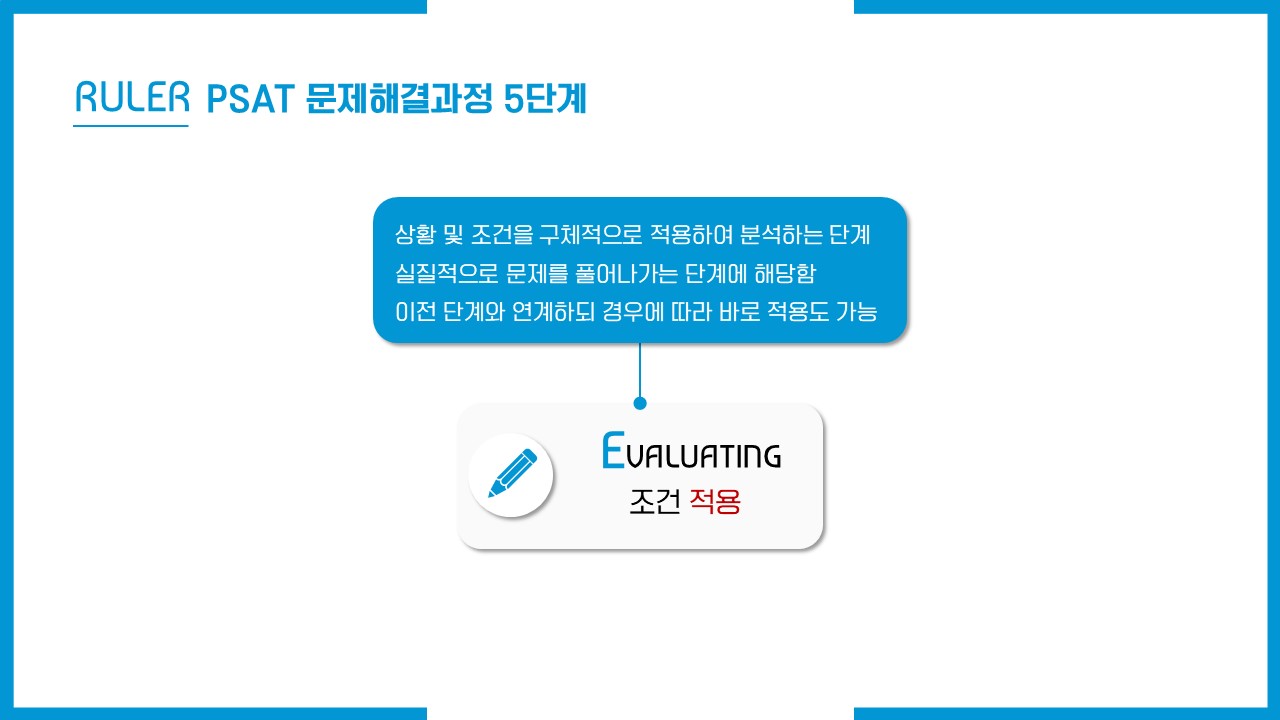 RULER PSAT 문제해결과정 5단계
상황 및 조건을 구체적으로 적용하여 분석하는 단계
실질적으로 문제를 풀어나가는 단계에 해당함
이전 단계와 연계하되 경우에 따라 바로 적용도 가능
EVALUATING
조건 적용